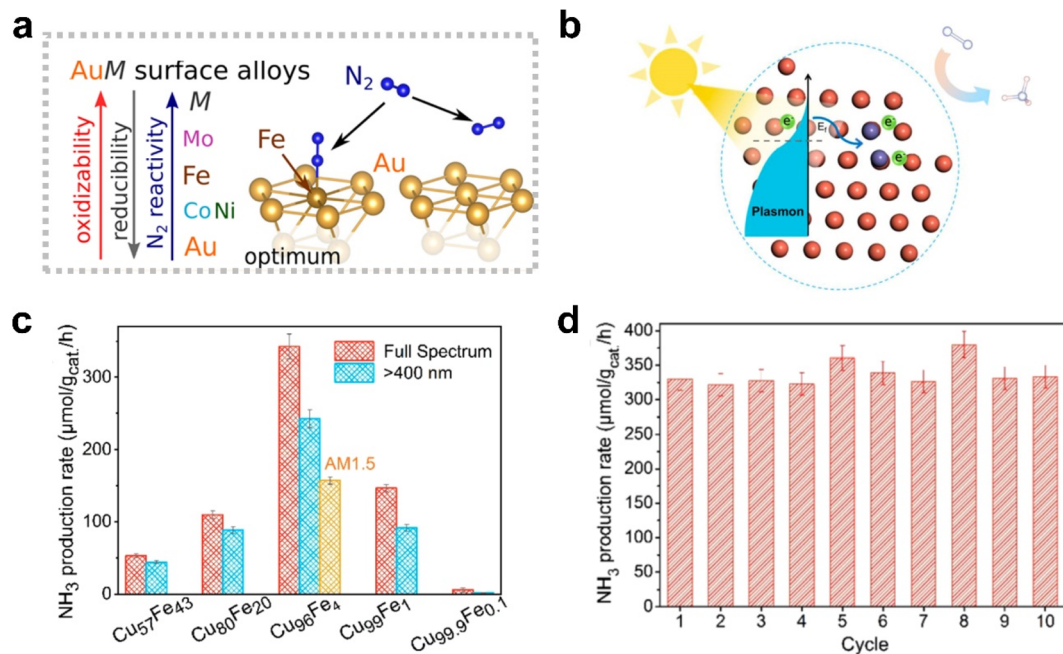 a
AuM surface alloys
oxidizability
reducibility
N2 reactivity
M
Mo
Fe
CoNi
Au
N2
Fe
Au
optimum
b
e-
Ef
e-
e-
Plasmon
c
NH3 production rate (μmol/gcat./h)
300
200
100
0
Full Spectrum
>400 nm
AM1.5
Cu57Fe43
Cu80Fe20
Cu96Fe4
Cu99Fe1
Cu99.9Fe0.1
d
NH3 production rate (μmol/gcat./h)
400
350
300
250
200
150
100
50
0
1 2 3 4 5 6 7 8 9 10
Cycle